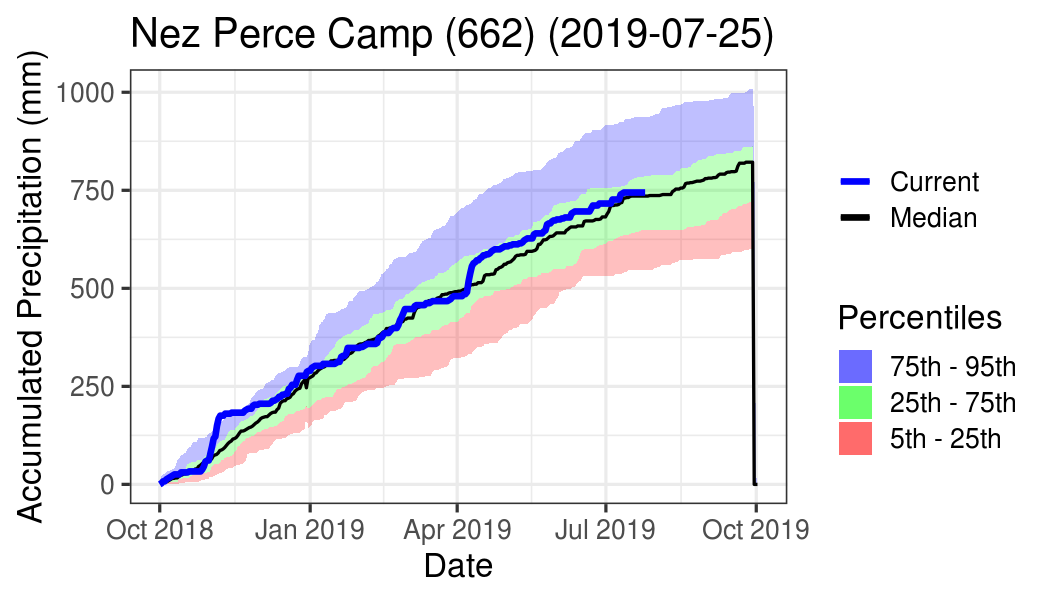 Nez Perce Camp (662) (2019-07-25)
Accumulated Precipitation (mm)
1000
750
500
250
0
Oct 2018
Jan 2019
Apr 2019
Jul 2019
Oct 2019
Date
Current
Median
Percentiles
75th - 95th
25th - 75th
5th - 25th